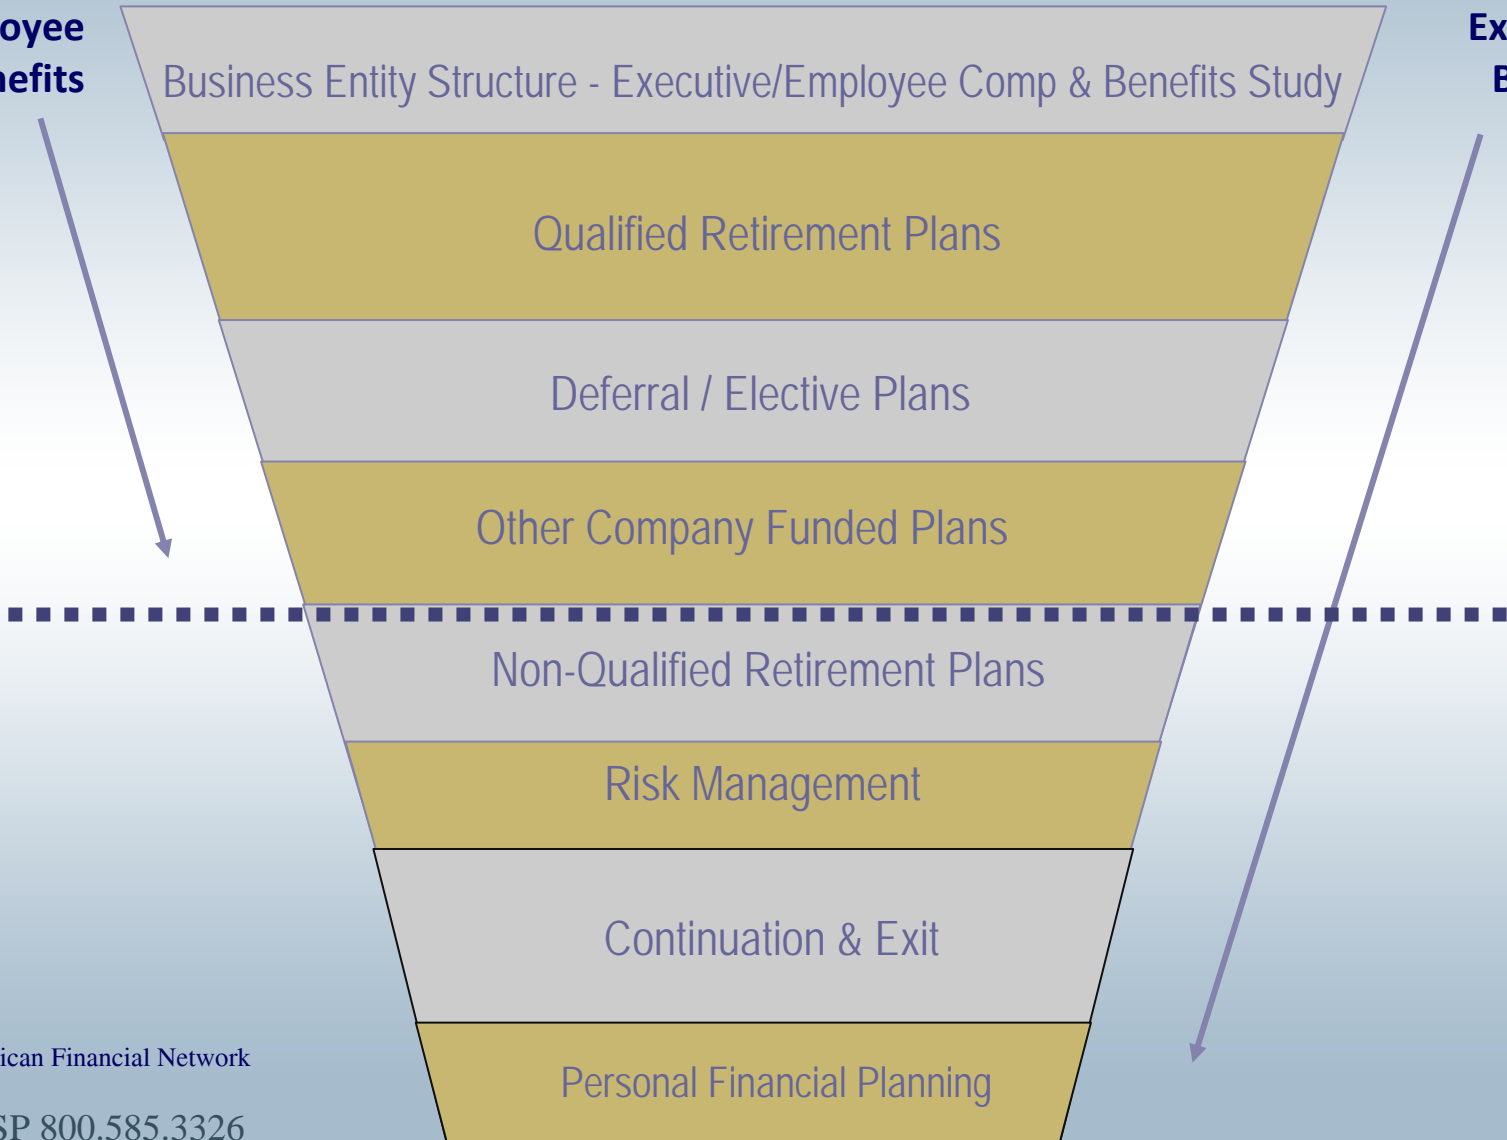 oyee
nefits
Ex
B
Business Entity Structure - Executive/Employee Comp & Benefits Study
Qualified Retirement Plans
Deferral / Elective Plans
Other Company Funded Plans
Non-Qualified Retirement Plans
Risk Management
Continuation & Exit
Personal Financial Planning
ican Financial Network
SP 800.585.3326